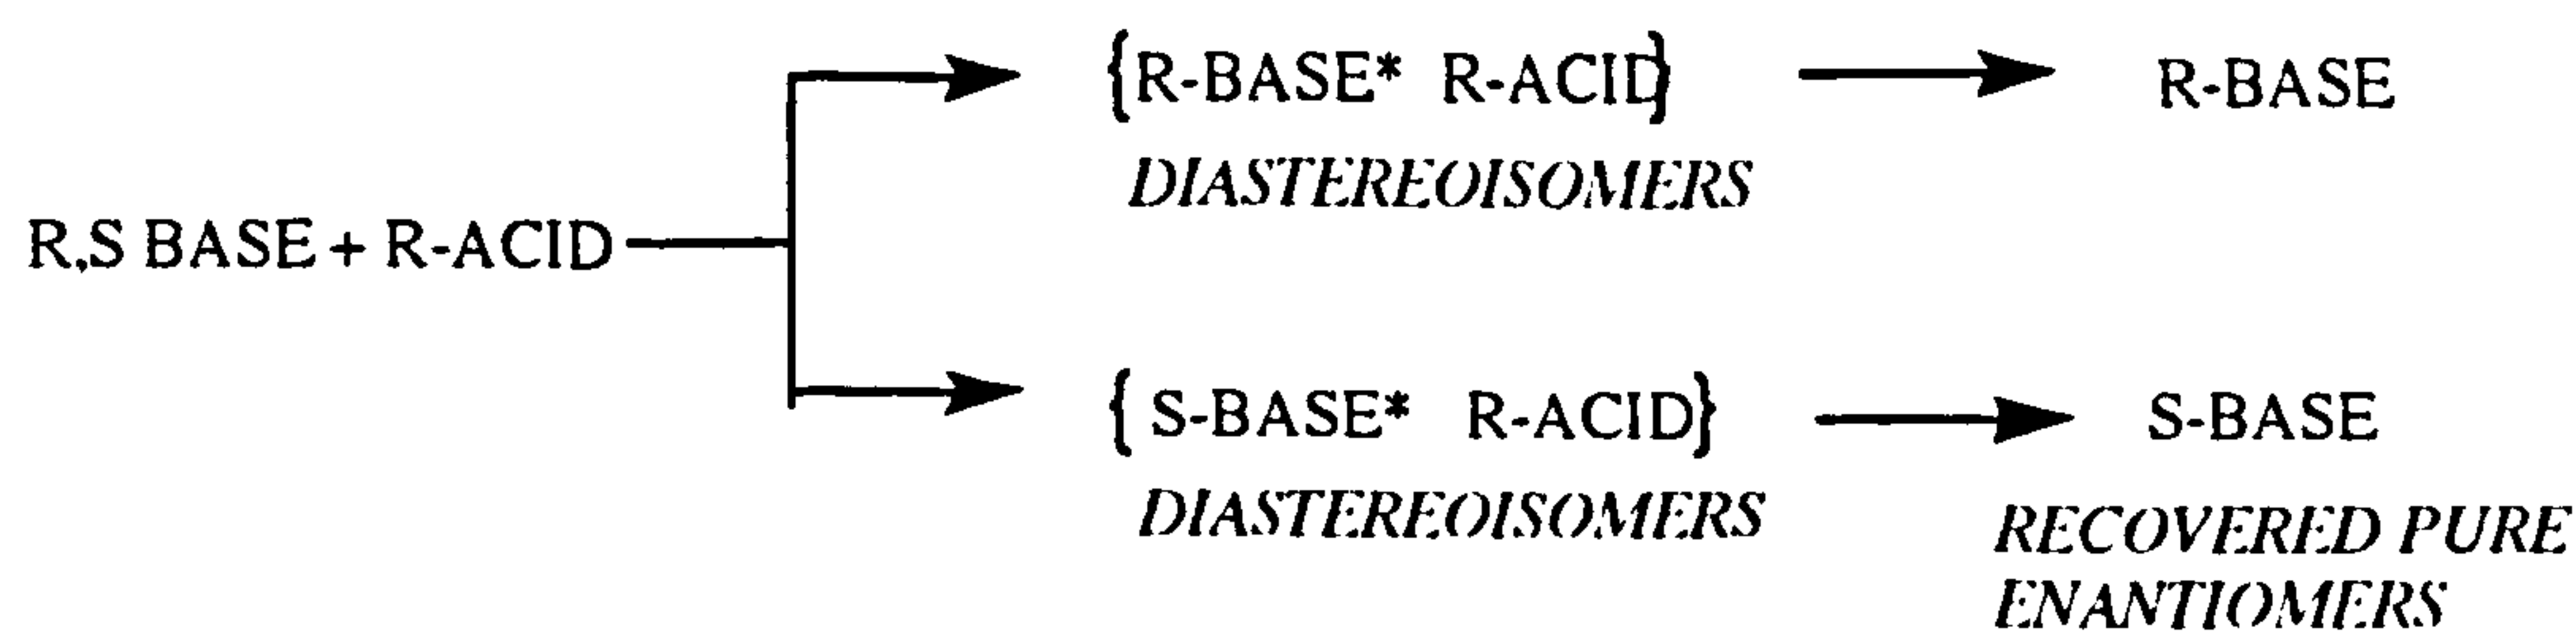 {R-BASE* R-ACID}
R-BASE
DIASTEREOISOMERS
R,S BASE + R-ACID
{ S-BASE* R-ACID}
S-BASE
DIASTEREOISOMERS
RECOVERED PURE
ENANTIOMERS